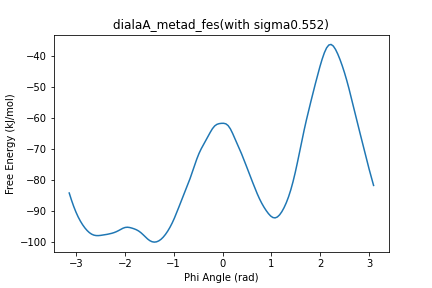 dialaA_metad_fes(with sigma0.552)
−40
−50
−60
−70
−80
−90
−100
Free Energy (kJ/mol)
−3 −2 −1 0 1 2 3
Phi Angle (rad)